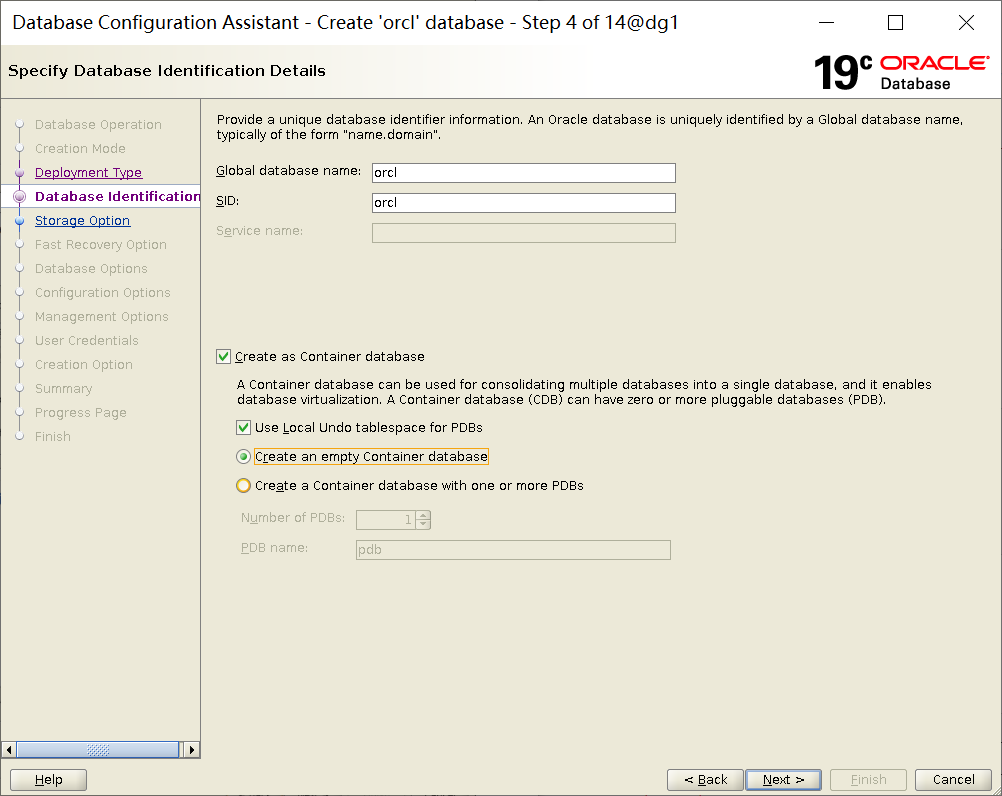 Database Configuration Assistant - Create 'orcl' database - Step 4 of 14@dg1
Specify Database Identification Details
19c ORACLE
Database
Database Operation
Creation Mode
Deployment Type
Database Identification
Storage Option
Fast Recovery Option
Database Options
Configuration Options
Management Options
User Credentials
Creation Option
Summary
Progress Page
Finish
Provide a unique database identifier information. An Oracle database is uniquely identified by a Global database name,
typically of the form "name.domain".
Global database name: orcl
SID: orcl
Service name:
Create as Container database
A Container database can be used for consolidating multiple databases into a single database, and it enables
database virtualization. A Container database (CDB) can have zero or more pluggable databases (PDB).
Use Local Undo tablespace for PDBs
Create an empty Container database
Create a Container database with one or more PDBs
Number of PDBs: 1
PDB name: pdb
Help
< Back
Next >
Finish
Cancel